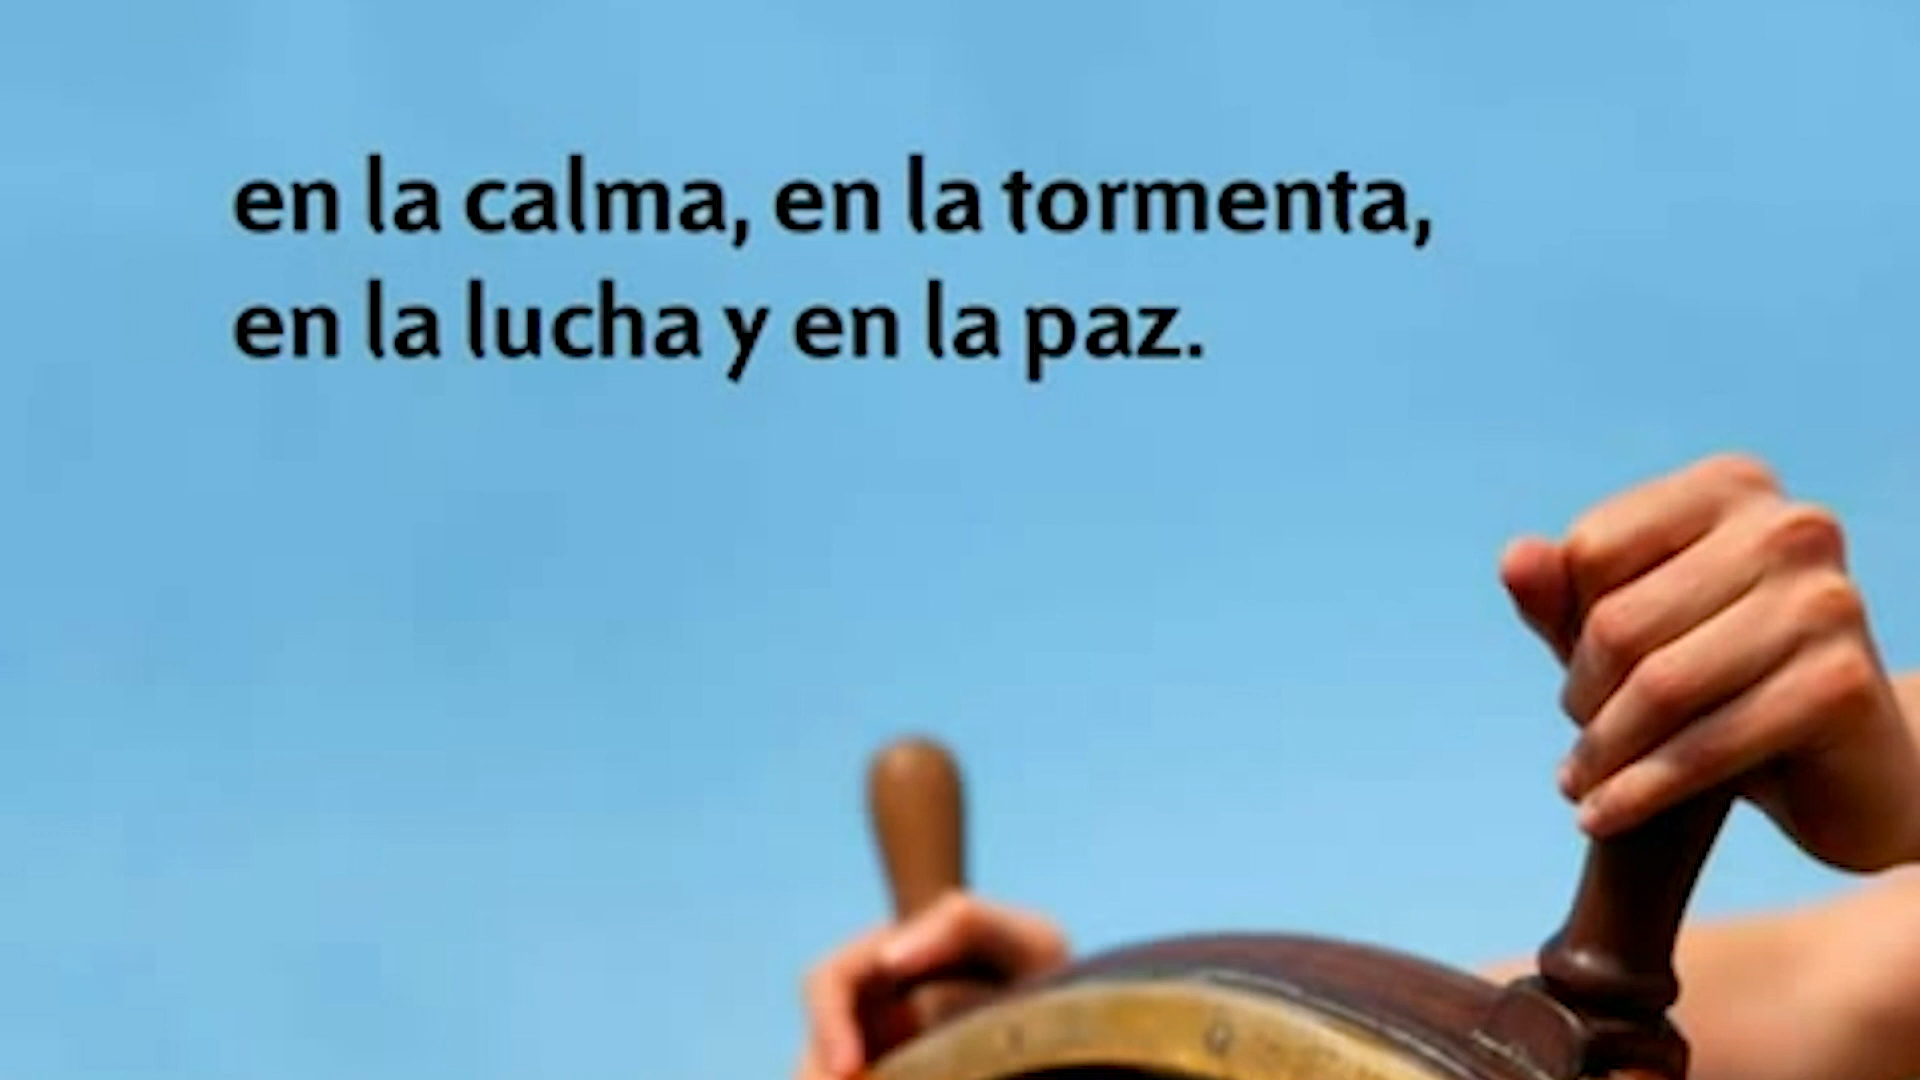 en la calma, en la tormenta,
en la lucha y en la paz.